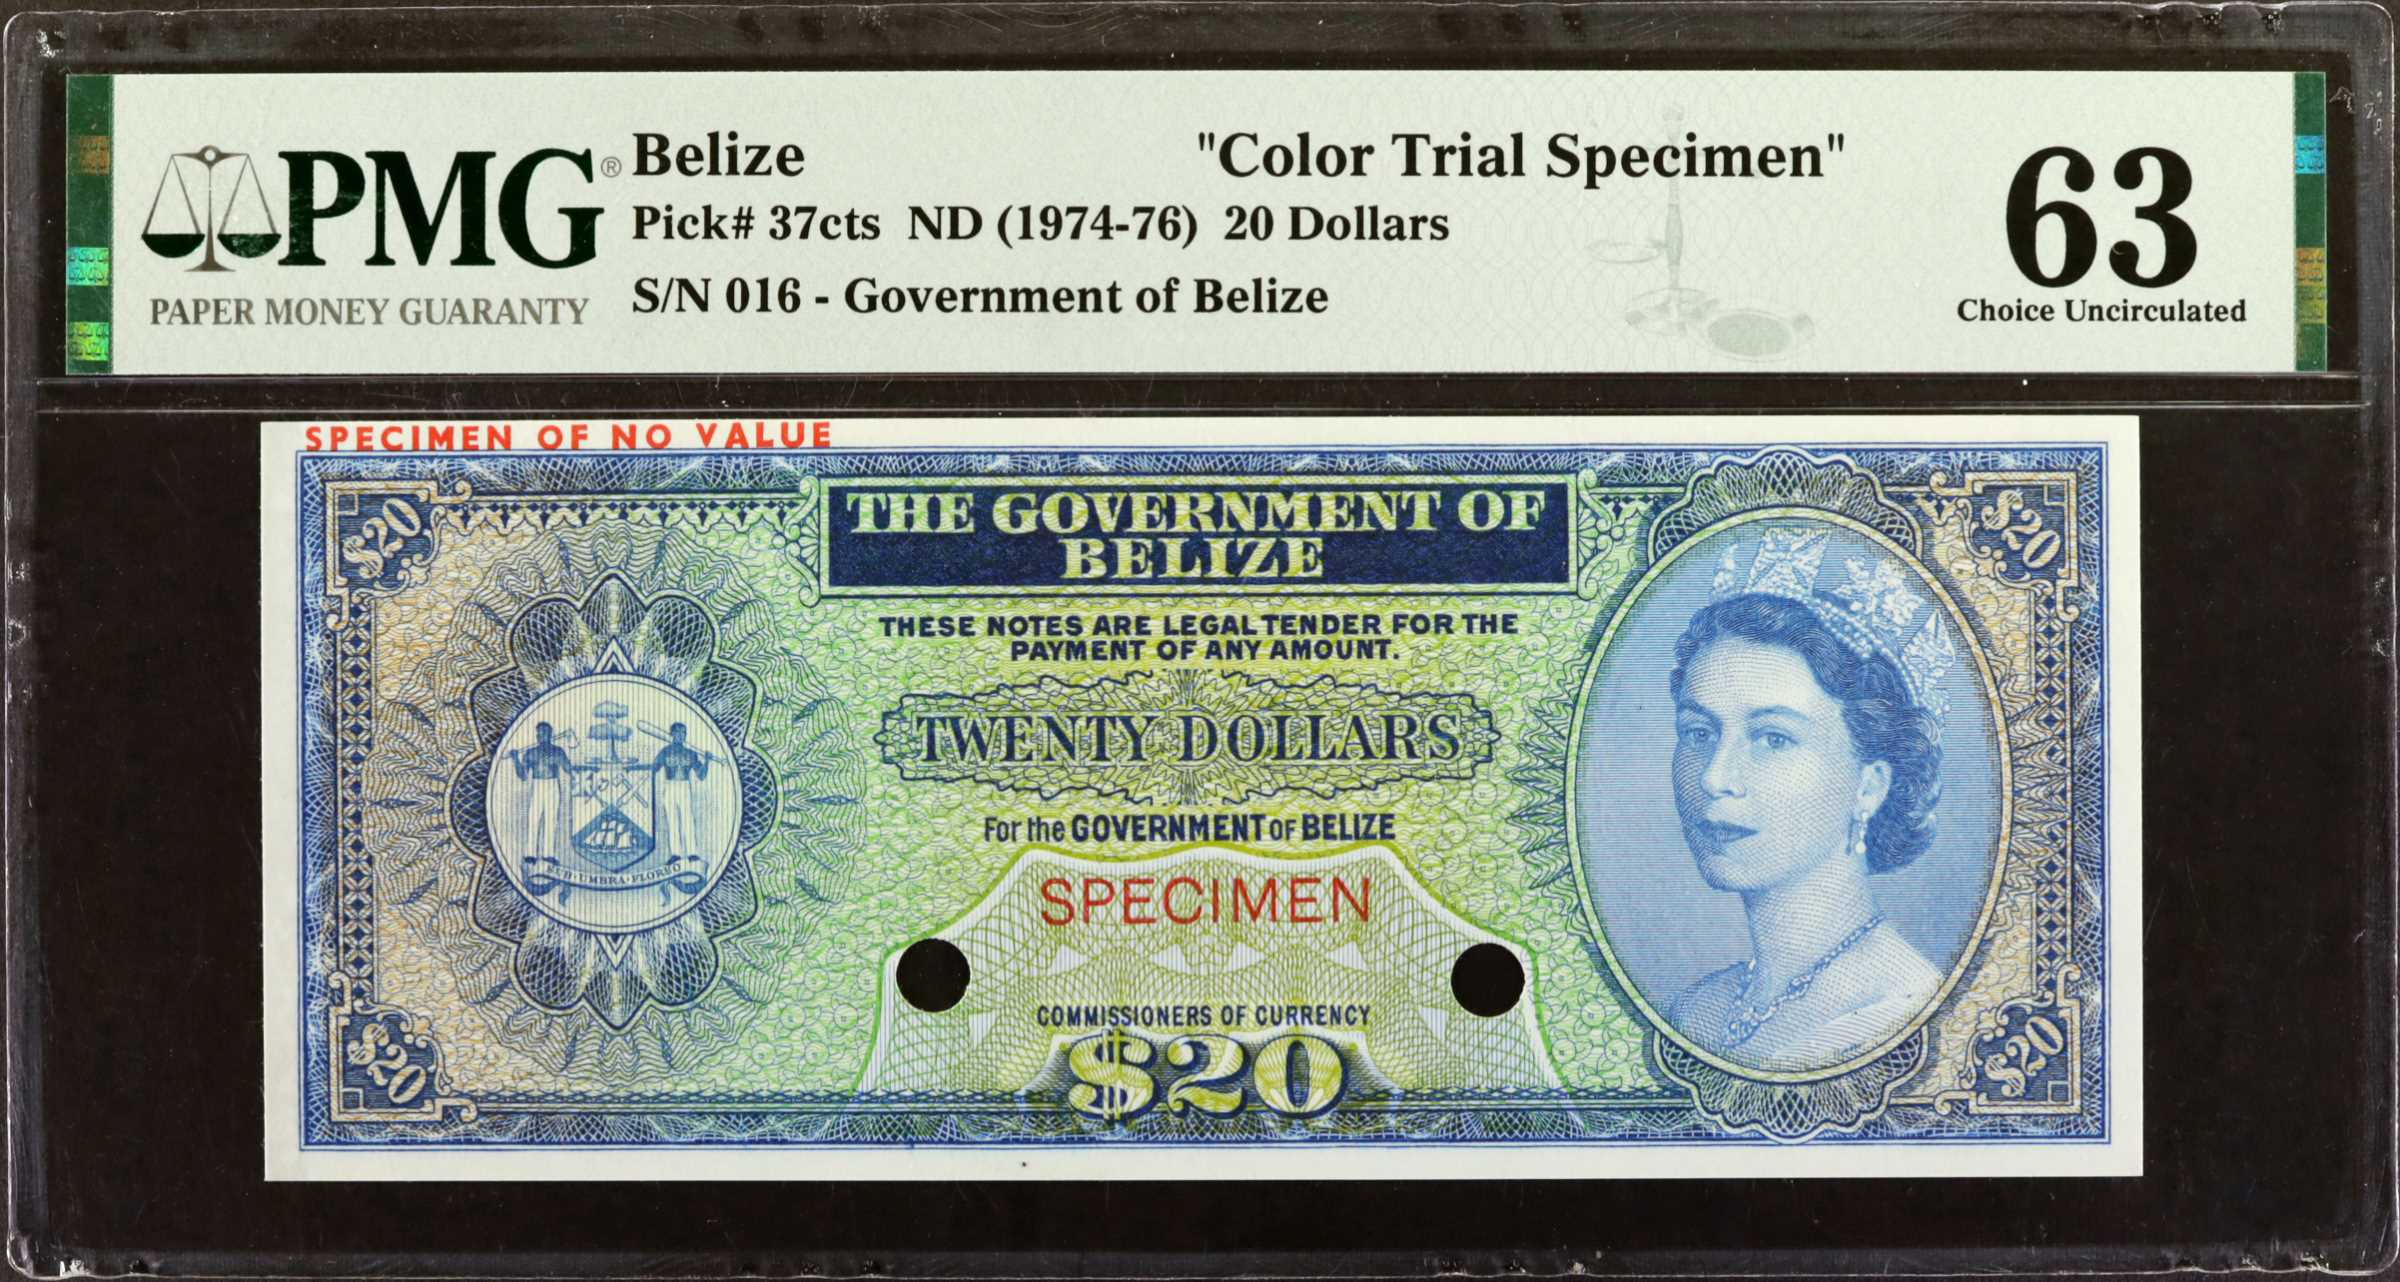 PMG®
PAPER MONEY GUARANTY
Belize "Color Trial Specimen"
Pick# 37cts ND (1974-76) 20 Dollars
S/N 016 - Government of Belize
63
Choice Uncirculated
SPECIMEN OF NO VALUE
$20
$20
THE GOVERNMENT OF
BELIZE
THESE NOTES ARE LEGAL TENDER FOR THE
PAYMENT OF ANY AMOUNT.
TWENTY DOLLARS
For the GOVERNMENT OF BELIZE
SUB·UMBRA·FLOREO
SPECIMEN
COMMISSIONERS OF CURRENCY
$20
$20
$20